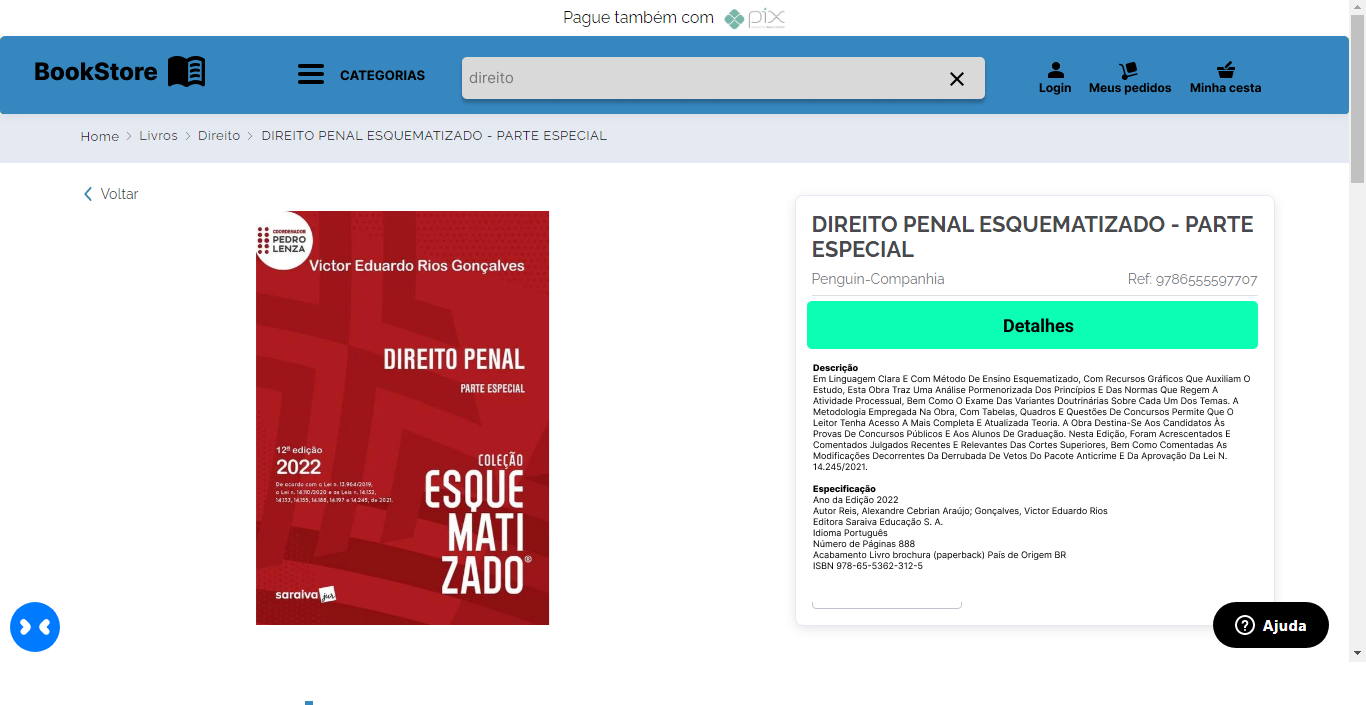 Pague também com pix
BookStore
CATEGORIAS
direito
Login
Meus pedidos
Minha cesta
Home > Livros > Direito > DIREITO PENAL ESQUEMATIZADO - PARTE ESPECIAL
Voltar
COORDENADOR
PEDRO
LENZA
Victor Eduardo Rios Gonçalves
DIREITO PENAL
PARTE ESPECIAL
12ª edição
2022
De acordo com a Lei n. 13.964/2019,
a Lei n. 14.110/2020 e as Leis n. 14.132,
14.133, 14.155, 14.188, 14.197 e 14.245, de 2021.
COLEÇÃO
ESQUE
MATI
ZADO®
saraiva jur
DIREITO PENAL ESQUEMATIZADO - PARTE
ESPECIAL
Penguin-Companhia
Ref: 9786555597707
Detalhes
Descrição
Em Linguagem Clara E Com Método De Ensino Esquematizado, Com Recursos Gráficos Que Auxiliam O
Estudo, Esta Obra Traz Uma Análise Pormenorizada Dos Princípios E Das Normas Que Regem A
Atividade Processual, Bem Como O Exame Das Variantes Doutrinárias Sobre Cada Um Dos Temas. A
Metodologia Empregada Na Obra, Com Tabelas, Quadros E Questões De Concursos Permite Que O
Leitor Tenha Acesso A Mais Completa E Atualizada Teoria. A Obra Destina-Se Aos Candidatos Às
Provas De Concursos Públicos E Aos Alunos De Graduação. Nesta Edição, Foram Acrescentados E
Comentados Julgados Recentes E Relevantes Das Cortes Superiores, Bem Como Comentadas As
Modificações Decorrentes Da Derrubada De Vetos Do Pacote Anticrime E Da Aprovação Da Lei N.
14.245/2021.
Especificação
Ano da Edição 2022
Autor Reis, Alexandre Cebrian Araújo; Gonçalves, Victor Eduardo Rios
Editora Saraiva Educação S. A.
Idioma Português
Número de Páginas 888
Acabamento Livro brochura (paperback) País de Origem BR
ISBN 978-65-5362-312-5
Ajuda